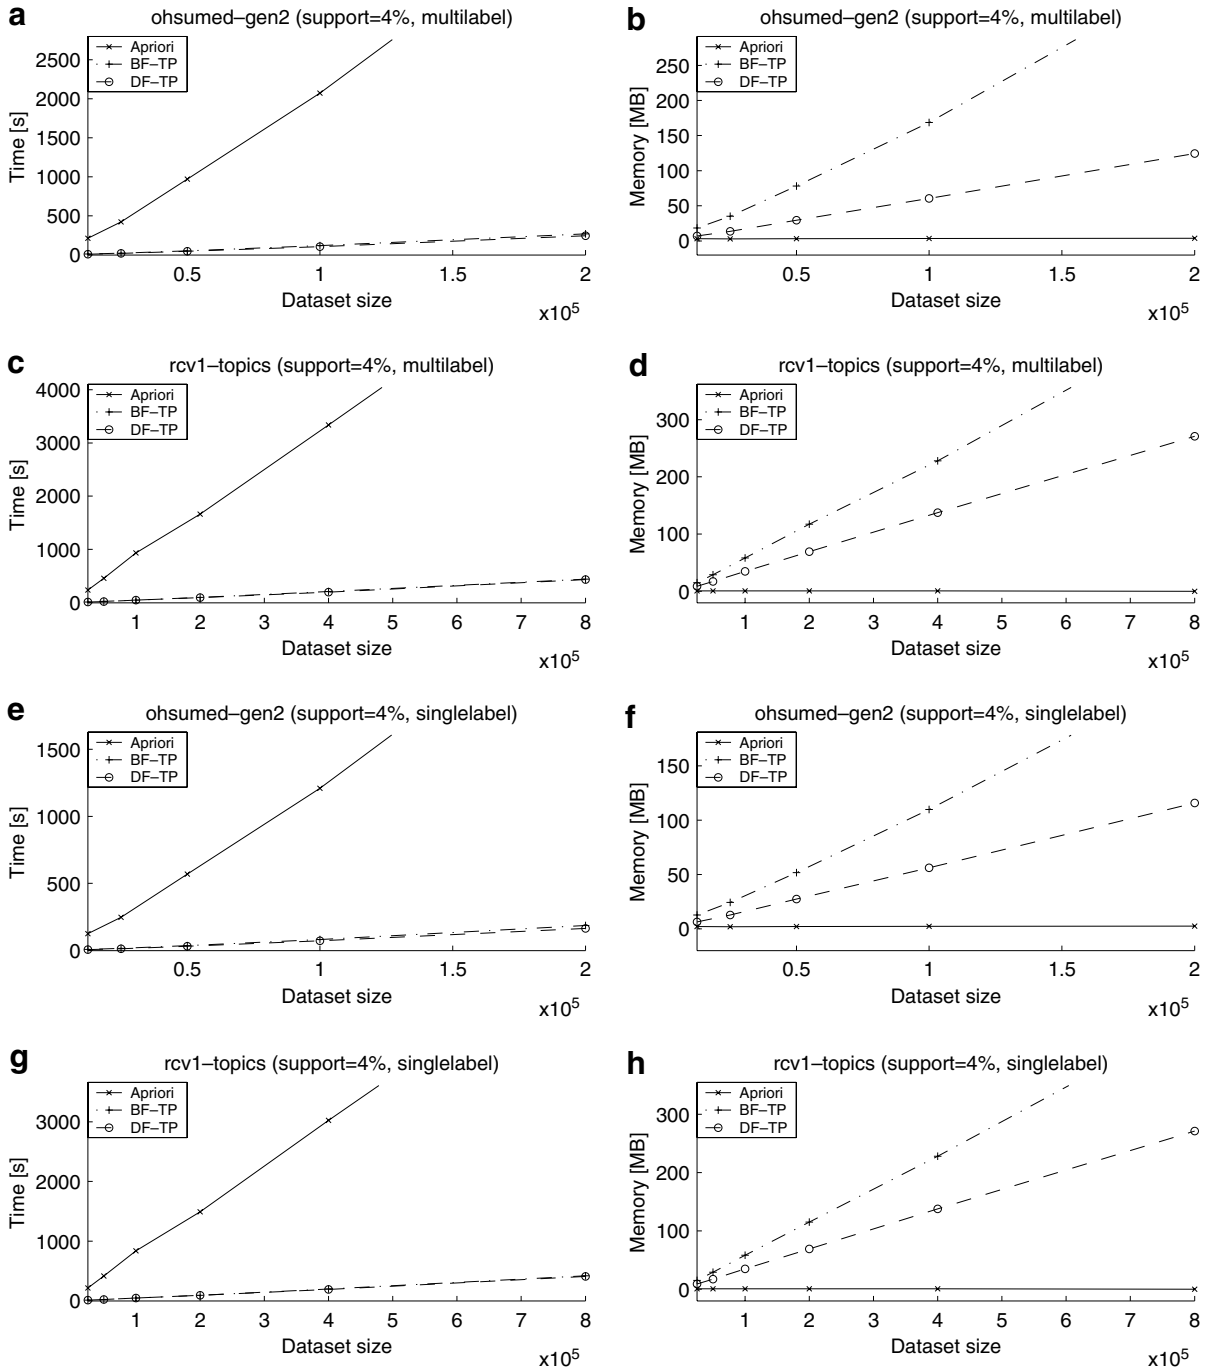 a
ohsumed–gen2 (support=4%, multilabel)
Apriori
BF–TP
DF–TP
Time [s]
2500
2000
1500
1000
500
0
0.5 1 1.5 2
Dataset size
x10^5
b
ohsumed–gen2 (support=4%, multilabel)
Apriori
BF–TP
DF–TP
Memory [MB]
250
200
150
100
50
0
0.5 1 1.5 2
Dataset size
x10^5
c
rcv1–topics (support=4%, multilabel)
Apriori
BF–TP
DF–TP
Time [s]
4000
3000
2000
1000
0
1 2 3 4 5 6 7 8
Dataset size
x10^5
d
rcv1–topics (support=4%, multilabel)
Apriori
BF–TP
DF–TP
Memory [MB]
300
200
100
0
1 2 3 4 5 6 7 8
Dataset size
x10^5
e
ohsumed–gen2 (support=4%, singlelabel)
Apriori
BF–TP
DF–TP
Time [s]
1500
1000
500
0
0.5 1 1.5 2
Dataset size
x10^5
f
ohsumed–gen2 (support=4%, singlelabel)
Apriori
BF–TP
DF–TP
Memory [MB]
150
100
50
0
0.5 1 1.5 2
Dataset size
x10^5
g
rcv1–topics (support=4%, singlelabel)
Apriori
BF–TP
DF–TP
Time [s]
3000
2000
1000
0
1 2 3 4 5 6 7 8
Dataset size
x10^5
h
rcv1–topics (support=4%, singlelabel)
Apriori
BF–TP
DF–TP
Memory [MB]
300
200
100
0
1 2 3 4 5 6 7 8
Dataset size
x10^5